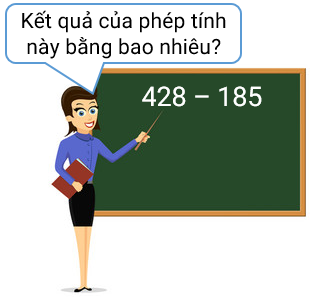 Kết quả của phép tính
này bằng bao nhiêu?
428 – 185